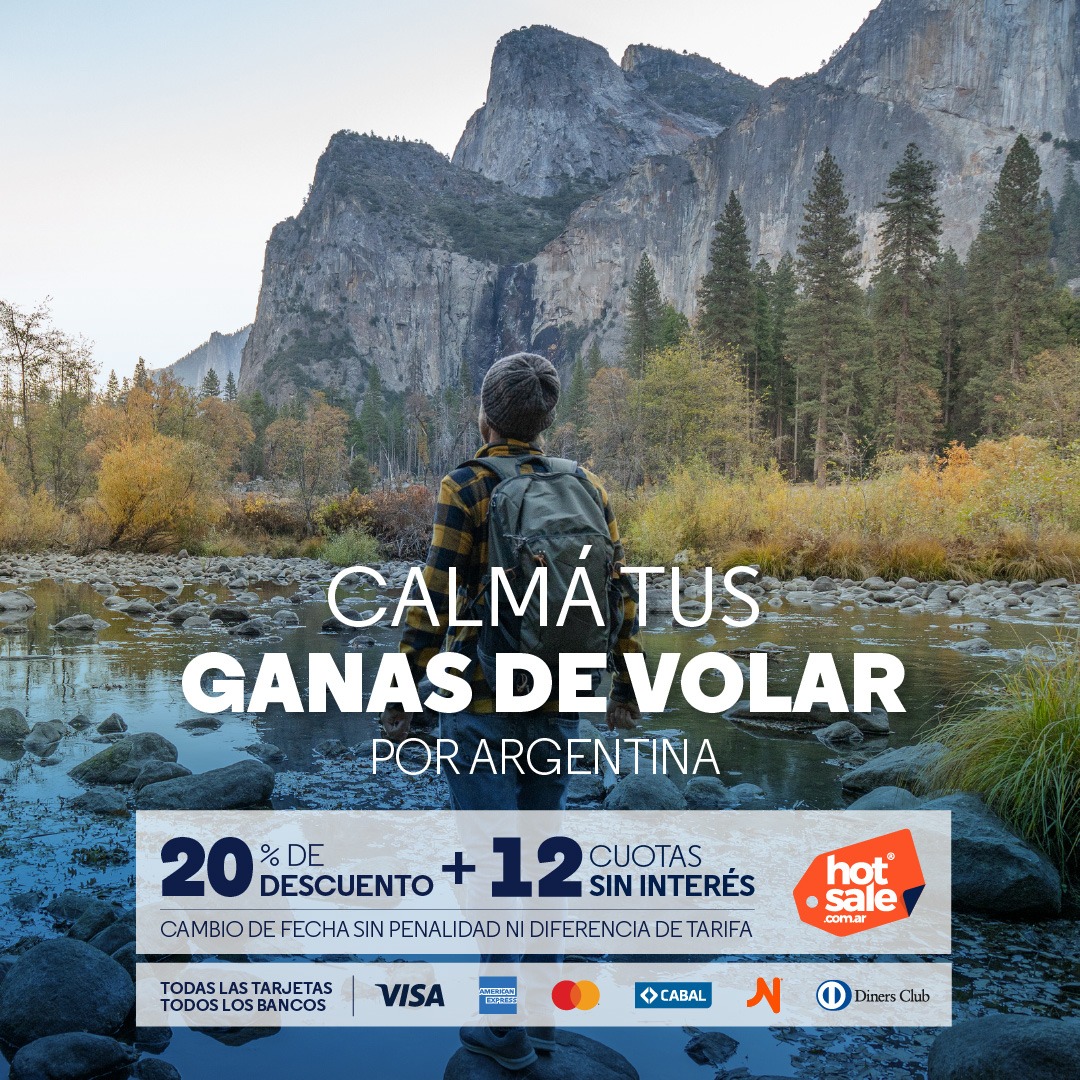 CALMÁ TUS
GANAS DE VOLAR
POR ARGENTINA
20 % DE DESCUENTO + 12 CUOTAS SIN INTERÉS
CAMBIO DE FECHA SIN PENALIDAD NI DIFERENCIA DE TARIFA
hot®
sale
.com.ar
TODAS LAS TARJETAS
TODOS LOS BANCOS
VISA
AMERICAN
EXPRESS
CABAL
N
Diners Club